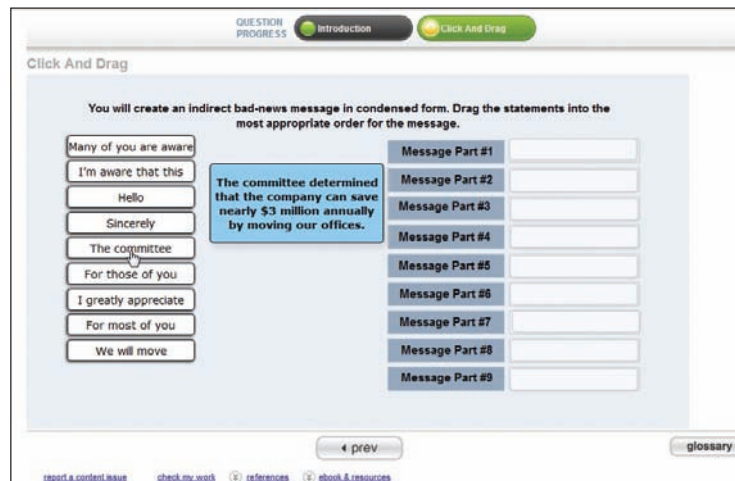 QUESTION
PROGRESS
Introduction
Click And Drag
Click And Drag
You will create an indirect bad-news message in condensed form. Drag the statements into the
most appropriate order for the message.
Many of you are aware
I'm aware that this
Hello
Sincerely
The committee
For those of you
I greatly appreciate
For most of you
We will move
The committee determined
that the company can save
nearly $3 million annually
by moving our offices.
Message Part #1
Message Part #2
Message Part #3
Message Part #4
Message Part #5
Message Part #6
Message Part #7
Message Part #8
Message Part #9
prev
glossary
report a content issue
check my work
references
ebook & resources